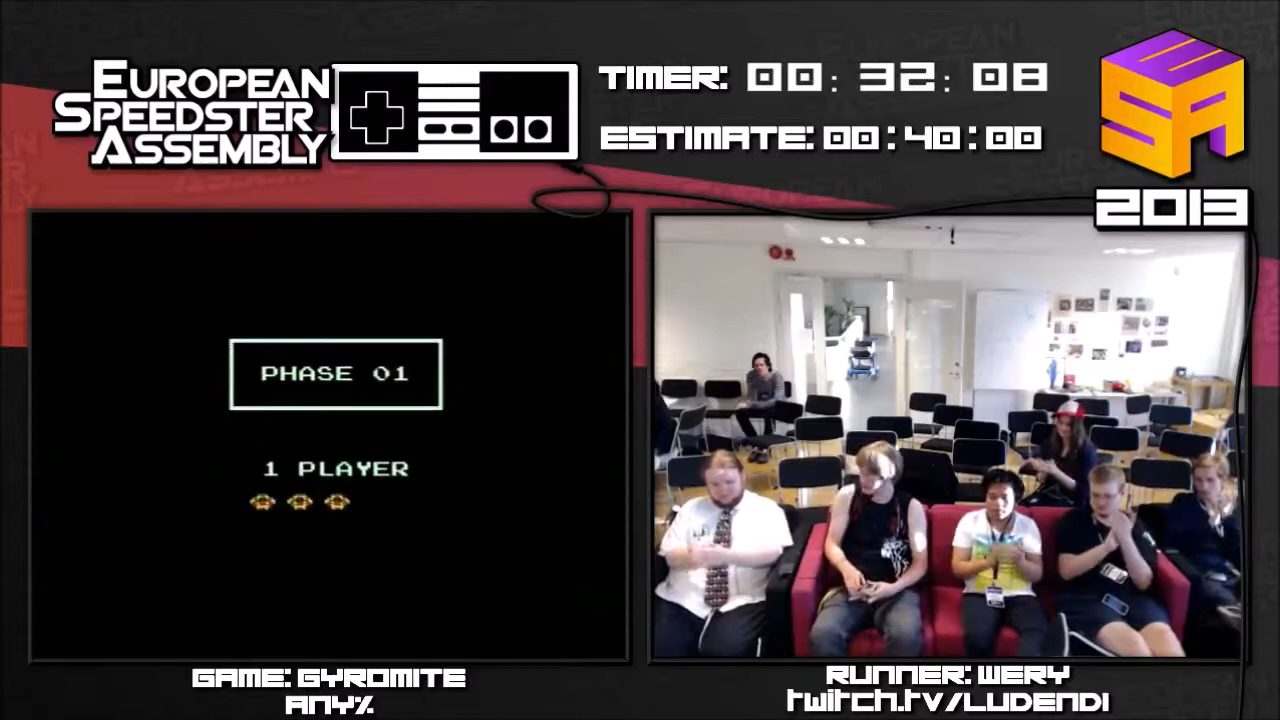 EUROPEAN
SPEEDSTER
ASSEMBLY
TIMER: 00:32:08
ESTIMATE: 00:40:00
ESA
2013
PHASE 01
1 PLAYER
GAME: GYROMITE
ANY%
RUNNER: WERY
TWITCH.TV/LUDENDI